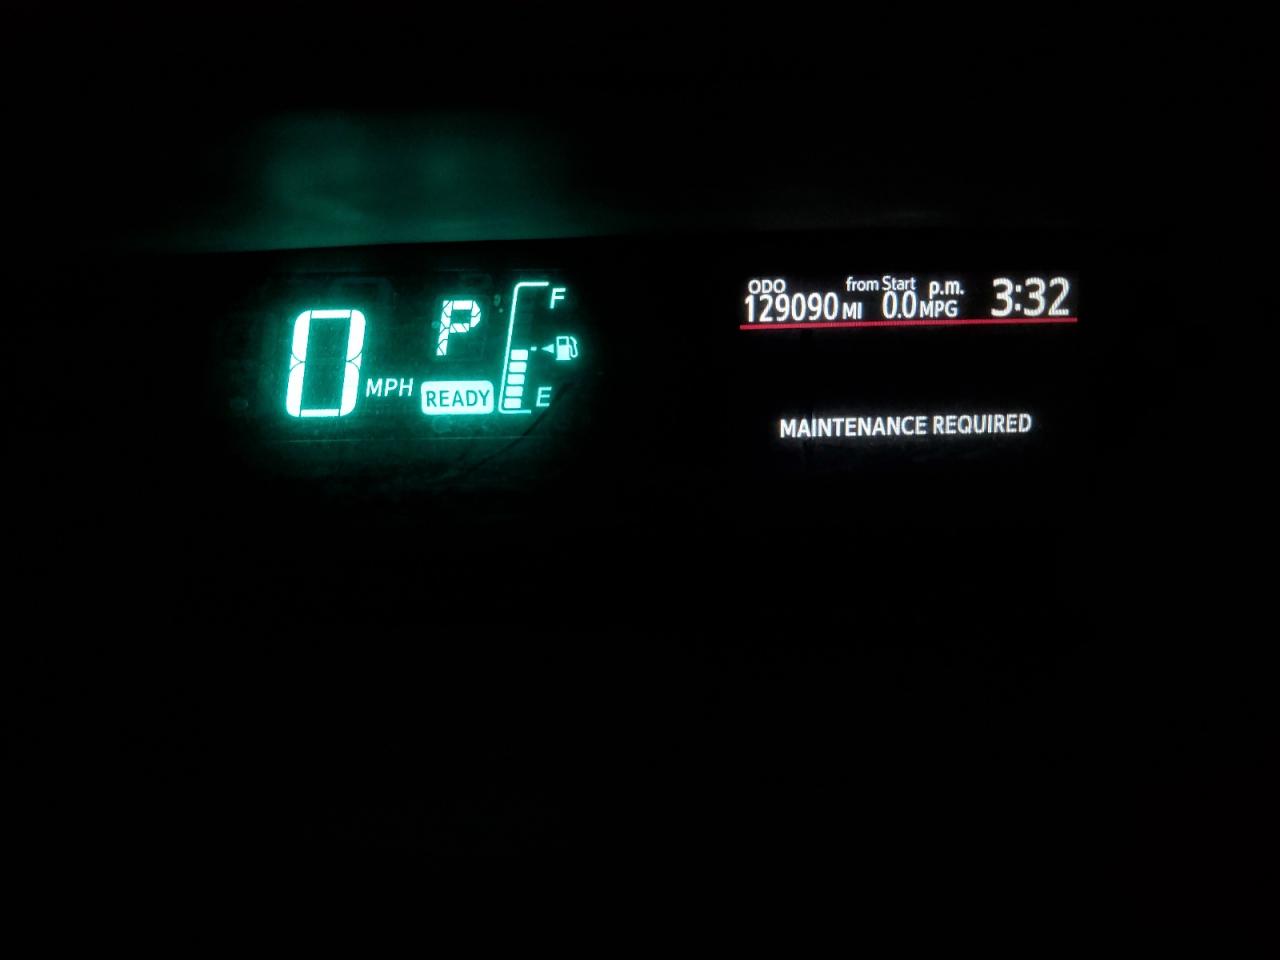 0 MPH
P
READY
F
E
ODO from Start p.m. 3:32
129090 MI 0.0 MPG
MAINTENANCE REQUIRED